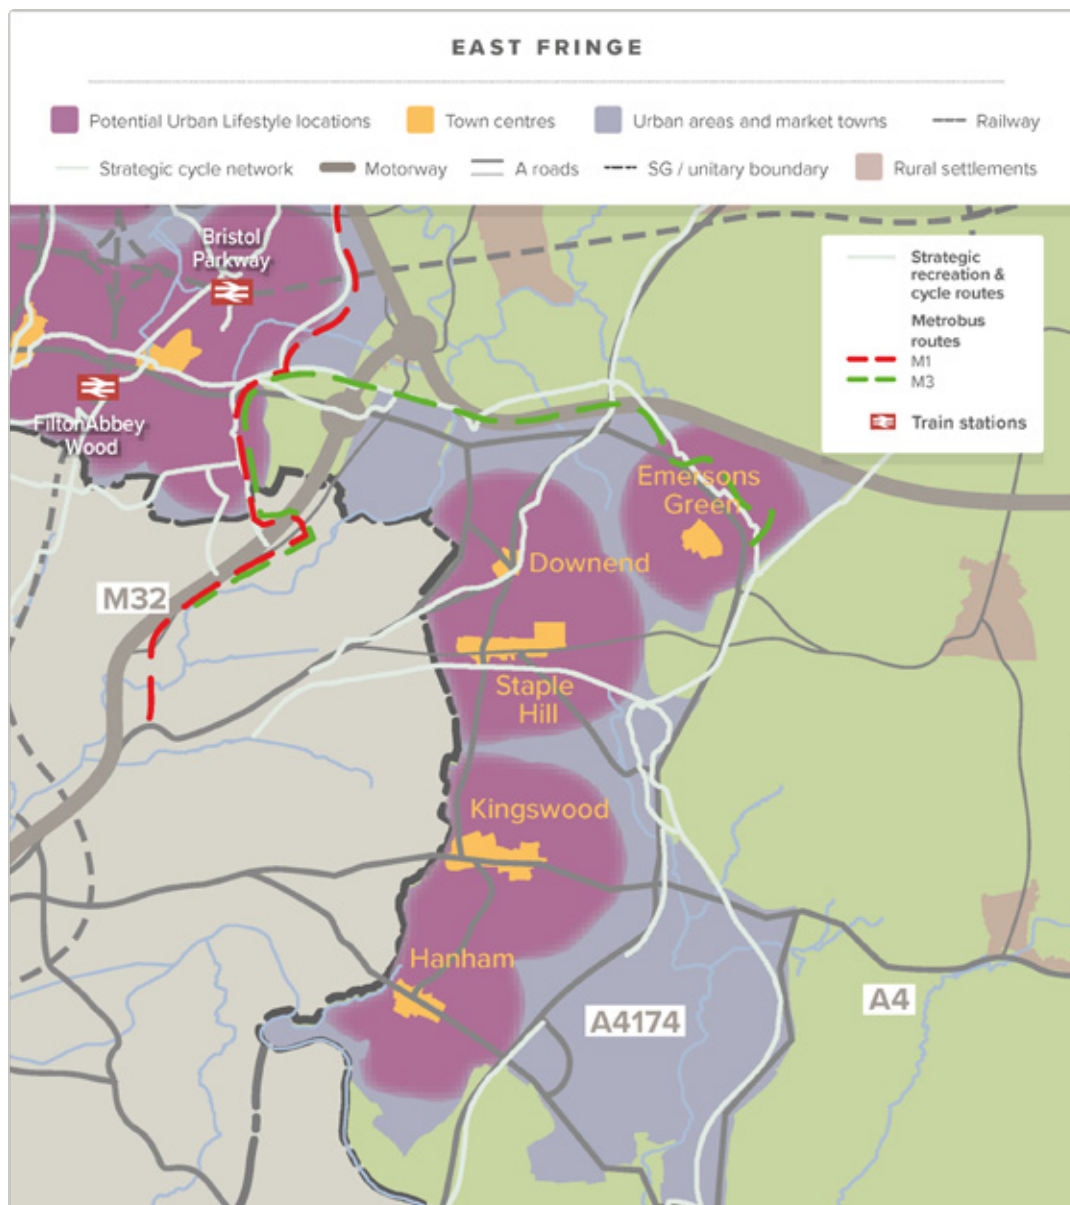 EAST FRINGE
Potential Urban Lifestyle locations
Town centres
Urban areas and market towns
Railway
Strategic cycle network
Motorway
A roads
SG / unitary boundary
Rural settlements
Bristol
Parkway
Strategic
recreation &
cycle routes
Metrobus
routes
M1
M3
Train stations
FiltonAbbey
Wood
Emersons
Green
Downend
M32
Staple
Hill
Kingswood
Hanham
A4174
A4